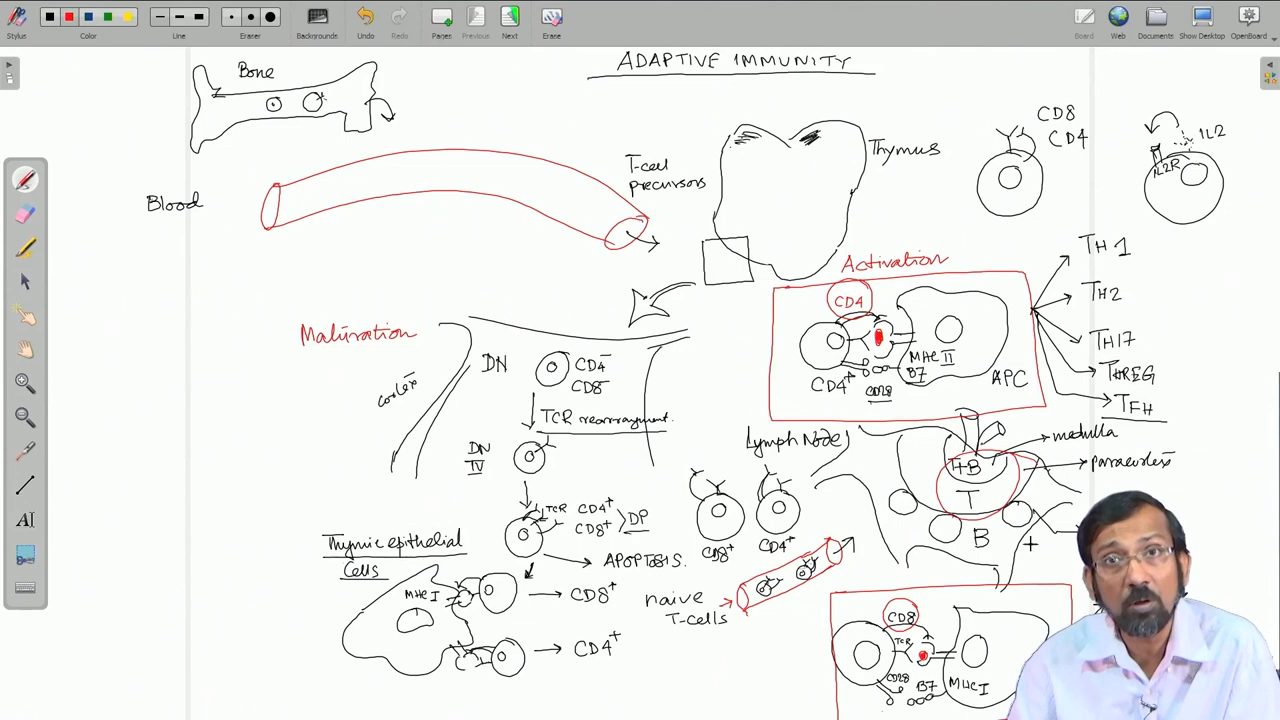 Stylus
Color
Line
Eraser
Backgrounds
Undo
Redo
Pages
Previous
Next
Erase
Board
Web
Documents
Show Desktop
OpenBoard
ADAPTIVE IMMUNITY
Bone
Blood
T-cell
precursors
Thymus
CD8
CD4
IL2
IL2R
Activation
CD4
CD4+
CD28
B7
MHC II
APC
TH1
TH2
TH17
THREG
TFH
Maturation
cortex
DN
CD4-
CD8-
TCR rearrangment.
DN
IV
TCR CD4+
CD8+ DP
APOPTOSIS.
Thymic epithelial
Cells
MHC I
CD8+
CD4+
Lymph Node
medulla
paracortex
T+B
T
B
+
CD8+
CD4+
naive
T-cells
CD8
TCR
CD28
B7
MHC I